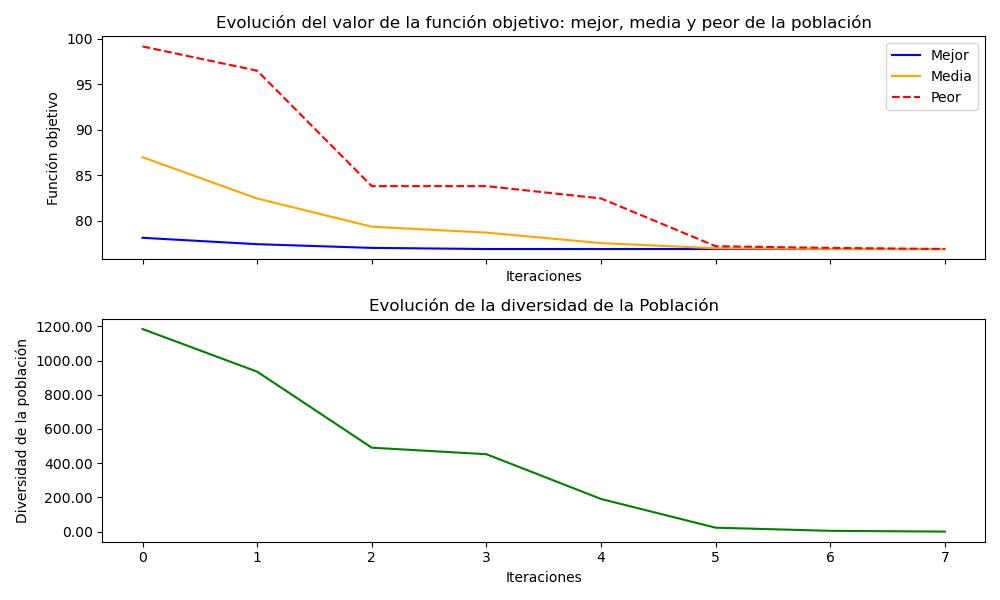 Evolución del valor de la función objetivo: mejor, media y peor de la población
100
95
90
85
80
Función objetivo
Mejor
Media
Peor
Iteraciones
Evolución de la diversidad de la Población
1200.00
1000.00
800.00
600.00
400.00
200.00
0.00
Diversidad de la población
0 1 2 3 4 5 6 7
Iteraciones